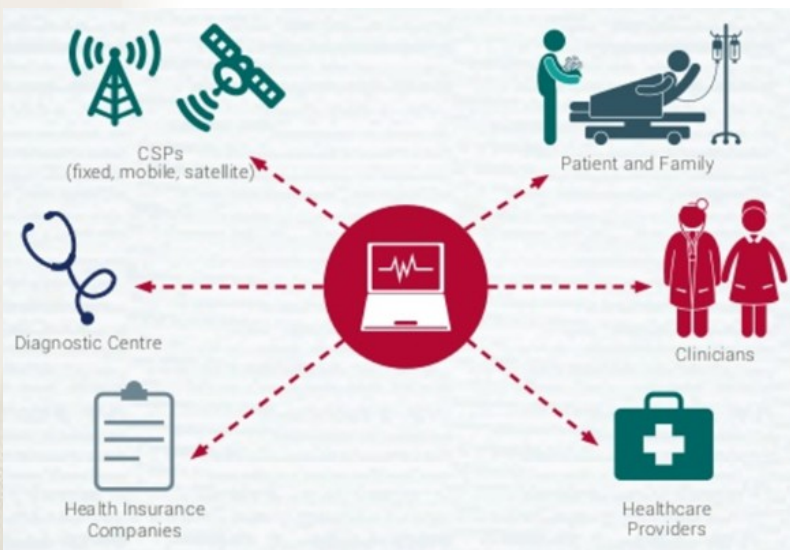 CSPs
(fixed, mobile, satellite)
Patient and Family
Diagnostic Centre
Clinicians
Health Insurance
Companies
Healthcare
Providers